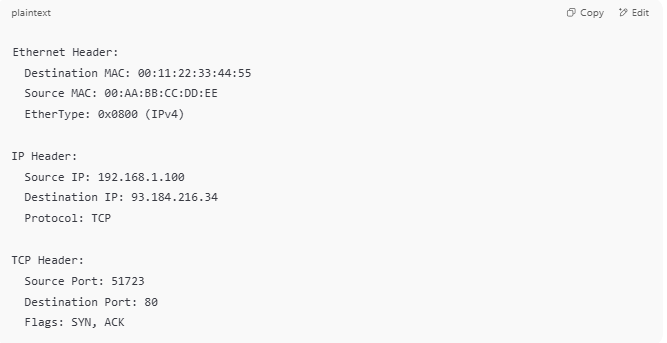 plaintext
Copy
Edit
Ethernet Header:
Destination MAC: 00:11:22:33:44:55
Source MAC: 00:AA:BB:CC:DD:EE
EtherType: 0x0800 (IPv4)
IP Header:
Source IP: 192.168.1.100
Destination IP: 93.184.216.34
Protocol: TCP
TCP Header:
Source Port: 51723
Destination Port: 80
Flags: SYN, ACK